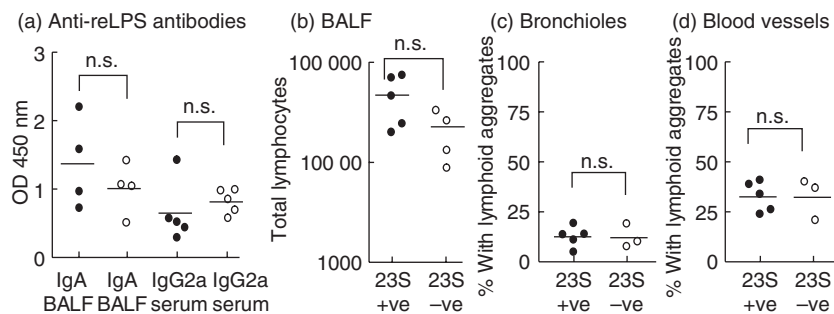 (a) Anti-reLPS antibodies
n.s.
n.s.
OD 450 nm
3
2
1
0
IgA IgA IgG2a IgG2a
BALF BALF serum serum
(b) BALF
n.s.
Total lymphocytes
100 000
100 00
1000
23S 23S
+ve –ve
(c) Bronchioles
n.s.
% With lymphoid aggregates
100
75
50
25
0
23S 23S
+ve –ve
(d) Blood vessels
n.s.
% With lymphoid aggregates
100
75
50
25
0
23S 23S
+ve –ve